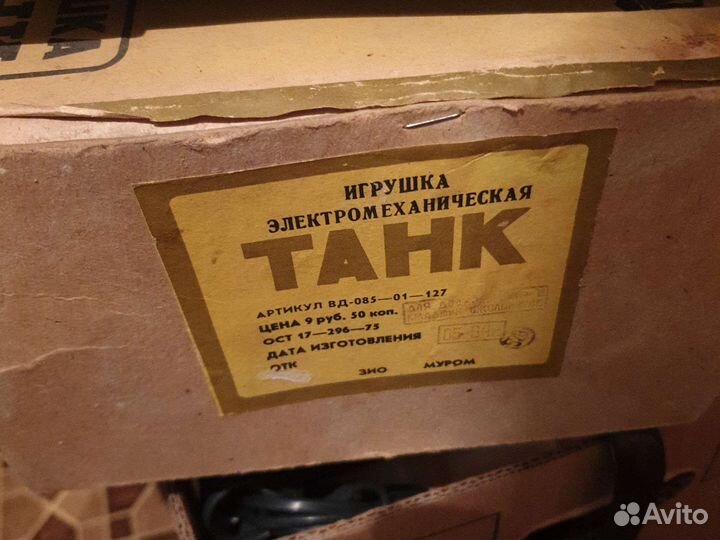 ИГРУШКА
ЭЛЕКТРОМЕХАНИЧЕСКАЯ
ТАНК
АРТИКУЛ ВД-085—01—127
ЦЕНА 9 руб. 50 коп.
ОСТ 17—296—75
ДАТА ИЗГОТОВЛЕНИЯ
ОТК ЗИО МУРОМ
Avito